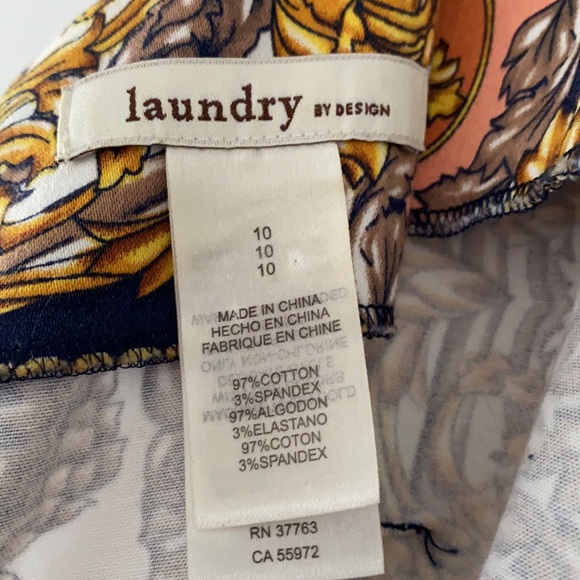 laundry BY DESIGN
10
10
10
MADE IN CHINA
HECHO EN CHINA
FABRIQUE EN CHINE
97%COTTON
3%SPANDEX
97%ALGODON
3%ELASTANO
97%COTON
3%SPANDEX
RN 37763
CA 55972